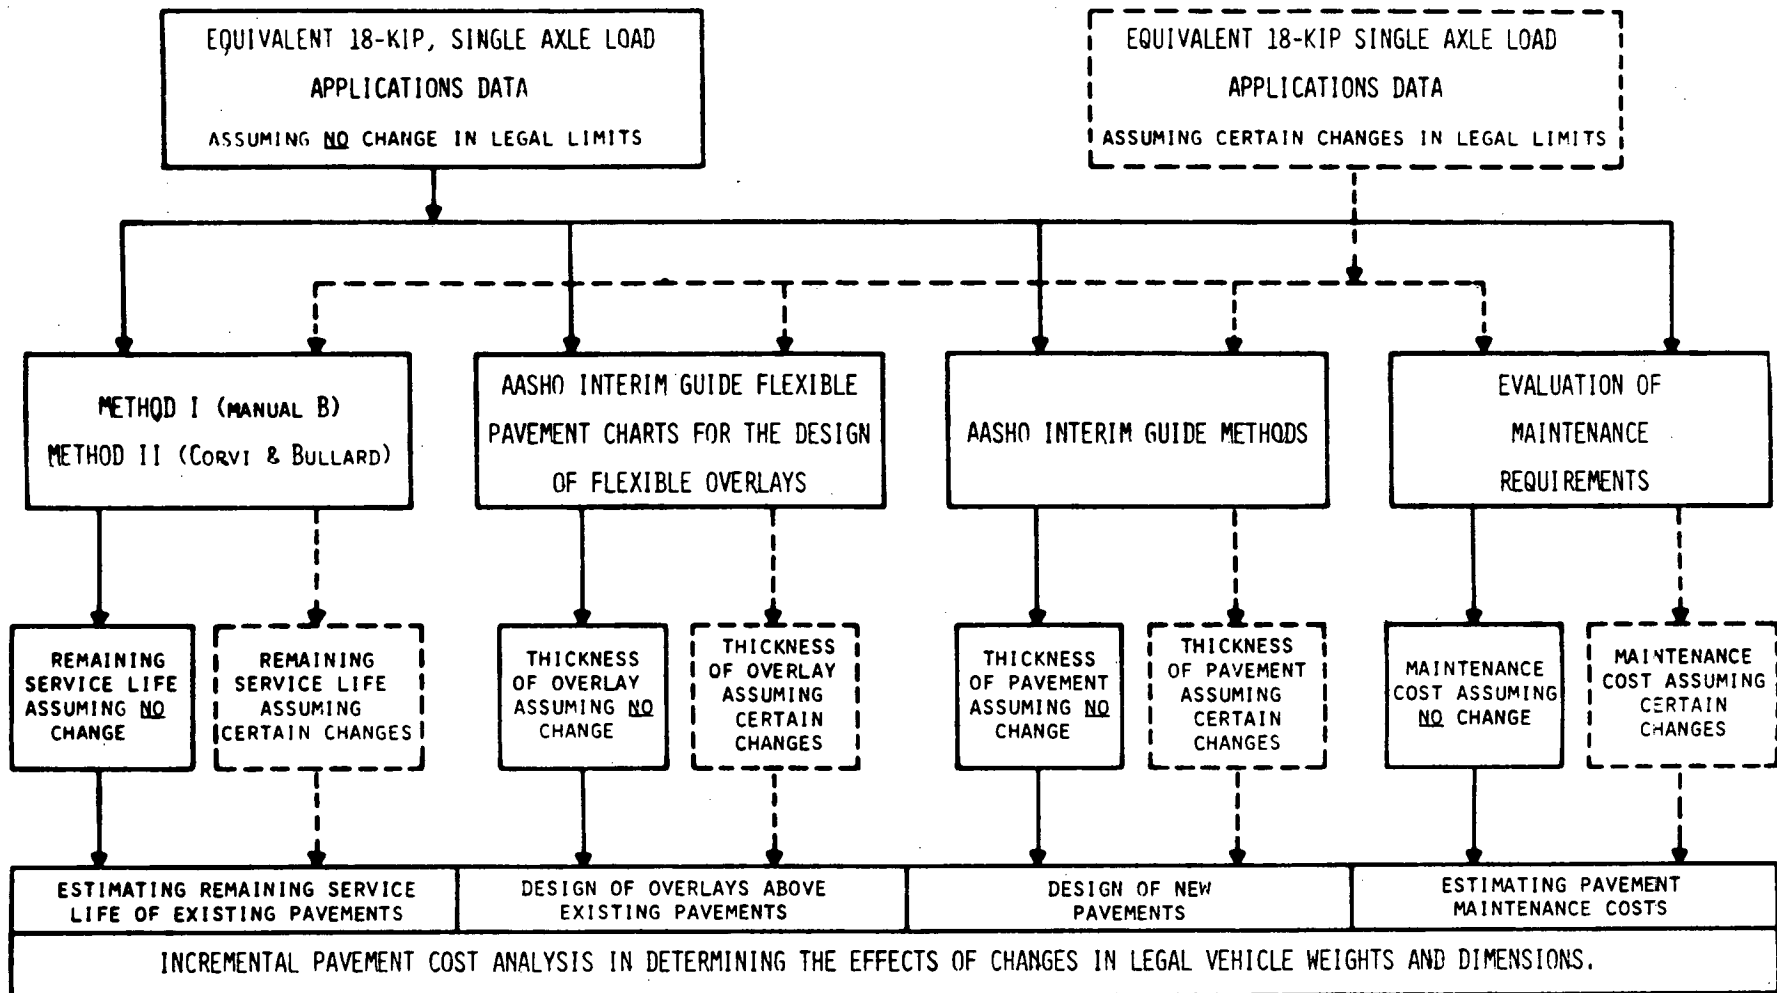 EQUIVALENT 18-KIP, SINGLE AXLE LOAD
APPLICATIONS DATA
ASSUMING NO CHANGE IN LEGAL LIMITS
EQUIVALENT 18-KIP SINGLE AXLE LOAD
APPLICATIONS DATA
ASSUMING CERTAIN CHANGES IN LEGAL LIMITS
METHOD I (MANUAL B)
METHOD II (CORVI & BULLARD)
AASHO INTERIM GUIDE FLEXIBLE
PAVEMENT CHARTS FOR THE DESIGN
OF FLEXIBLE OVERLAYS
AASHO INTERIM GUIDE METHODS
EVALUATION OF
MAINTENANCE
REQUIREMENTS
REMAINING
SERVICE LIFE
ASSUMING NO
CHANGE
REMAINING
SERVICE LIFE
ASSUMING
CERTAIN CHANGES
THICKNESS
OF OVERLAY
ASSUMING NO
CHANGE
THICKNESS
OF OVERLAY
ASSUMING
CERTAIN
CHANGES
THICKNESS
OF PAVEMENT
ASSUMING NO
CHANGE
THICKNESS
OF PAVEMENT
ASSUMING
CERTAIN
CHANGES
MAINTENANCE
COST ASSUMING
NO CHANGE
MAINTENANCE
COST ASSUMING
CERTAIN
CHANGES
ESTIMATING REMAINING SERVICE
LIFE OF EXISTING PAVEMENTS
DESIGN OF OVERLAYS ABOVE
EXISTING PAVEMENTS
DESIGN OF NEW
PAVEMENTS
ESTIMATING PAVEMENT
MAINTENANCE COSTS
INCREMENTAL PAVEMENT COST ANALYSIS IN DETERMINING THE EFFECTS OF CHANGES IN LEGAL VEHICLE WEIGHTS AND DIMENSIONS.